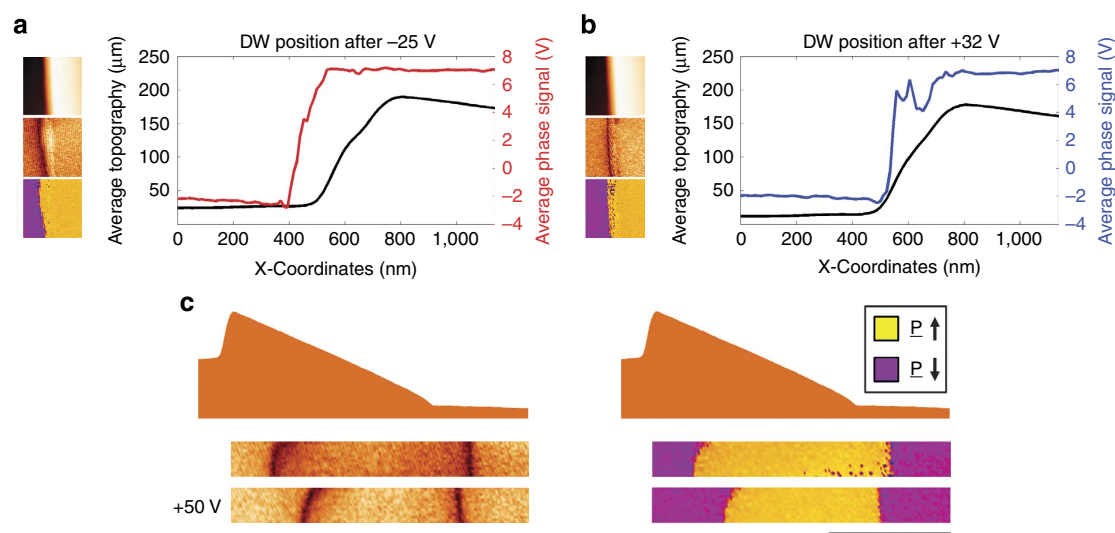 a
DW position after –25 V
Average topography (μm)
250
200
150
100
50
8
6
4
2
0
–2
–4
Average phase signal (V)
0 200 400 600 800 1,000
X-Coordinates (nm)
b
DW position after +32 V
Average topography (μm)
250
200
150
100
50
8
6
4
2
0
–2
–4
Average phase signal (V)
0 200 400 600 800 1,000
X-Coordinates (nm)
c
P ↑
P ↓
+50 V